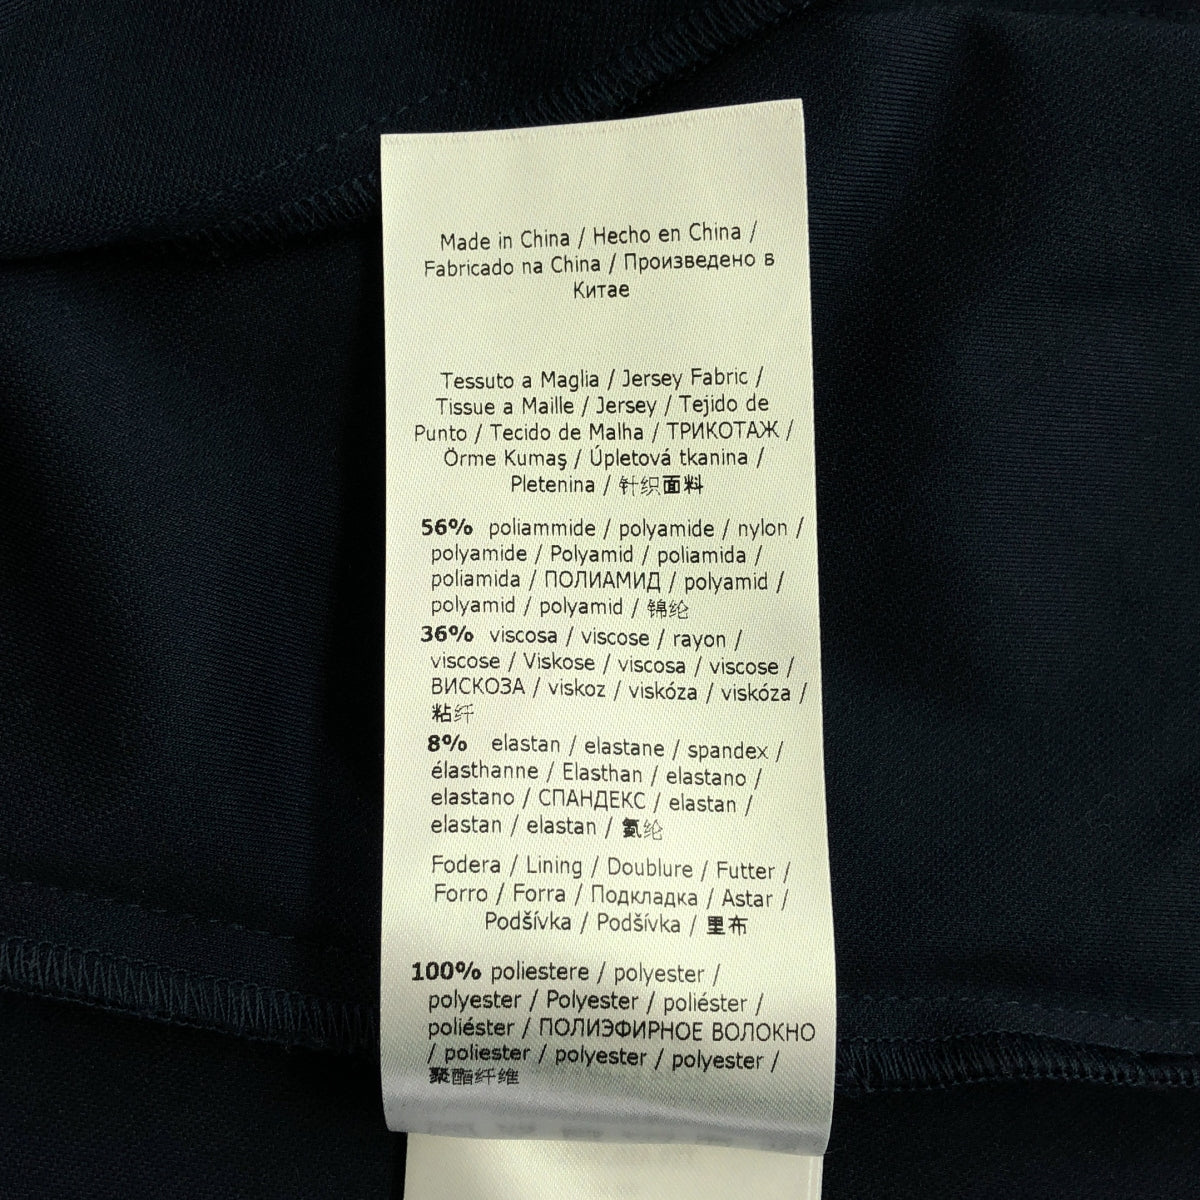 Made in China / Hecho en China /
Fabricado na China / Произведено в
Китае
Tessuto a Maglia / Jersey Fabric /
Tissue a Maille / Jersey / Tejido de
Punto / Tecido de Malha / ТРИКОТАЖ /
Örme Kumaş / Úpletová tkanina /
Pletenina / 针织面料
56% poliammide / polyamide / nylon /
polyamide / Polyamid / poliamida /
poliamida / ПОЛИАМИД / polyamid /
polyamid / polyamid / 锦纶
36% viscosa / viscose / rayon /
viscose / Viskose / viscosa / viscose /
ВИСКОЗА / viskoz / viskóza / viskóza /
粘纤
8% elastan / elastane / spandex /
élasthanne / Elasthan / elastano /
elastano / СПАНДЕКС / elastan /
elastan / elastan / 氨纶
Fodera / Lining / Doublure / Futter /
Forro / Forra / Подкладка / Astar /
Podšívka / Podšívka / 里布
100% poliestere / polyester /
polyester / Polyester / poliéster /
poliéster / ПОЛИЭФИРНОЕ ВОЛОКНО
/ poliester / polyester / polyester /
聚酯纤维